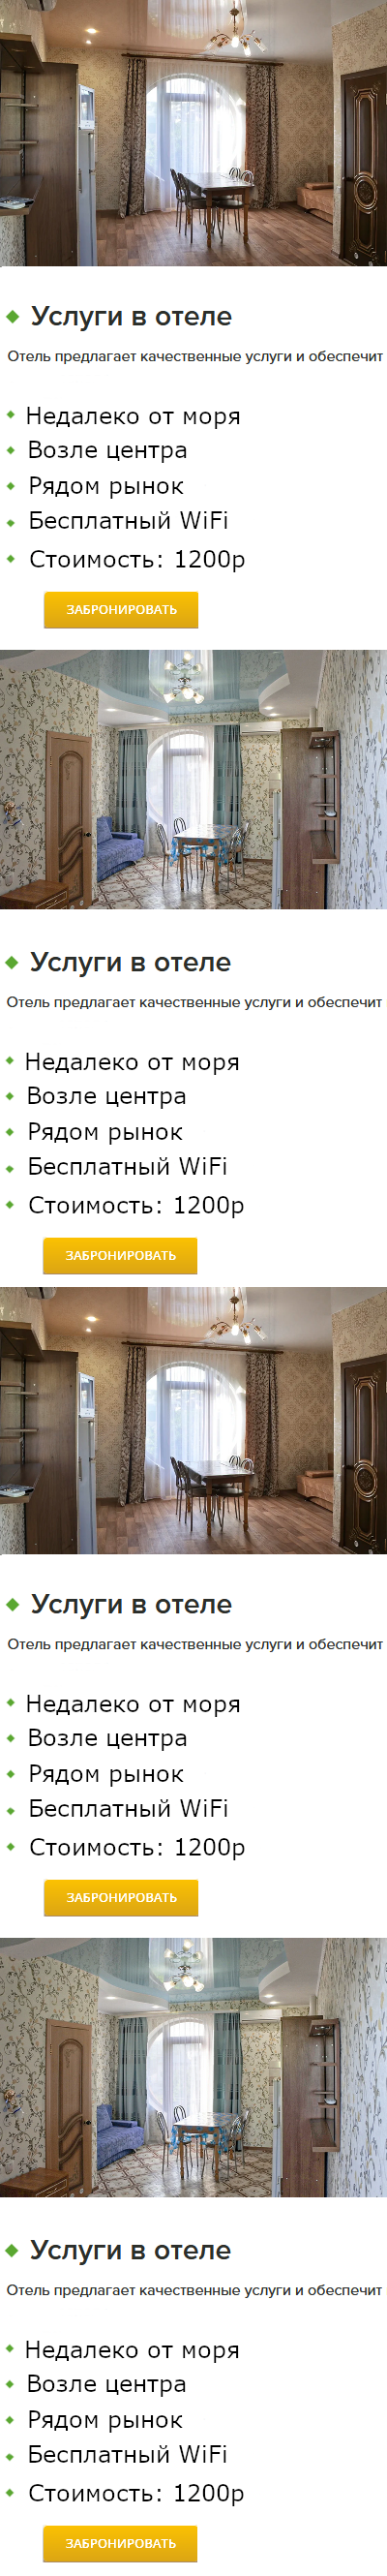 Услуги в отеле
Отель предлагает качественные услуги и обеспечит
Недалеко от моря
Возле центра
Рядом рынок
Бесплатный WiFi
Стоимость: 1200р
ЗАБРОНИРОВАТЬ
Услуги в отеле
Отель предлагает качественные услуги и обеспечит
Недалеко от моря
Возле центра
Рядом рынок
Бесплатный WiFi
Стоимость: 1200р
ЗАБРОНИРОВАТЬ
Услуги в отеле
Отель предлагает качественные услуги и обеспечит
Недалеко от моря
Возле центра
Рядом рынок
Бесплатный WiFi
Стоимость: 1200р
ЗАБРОНИРОВАТЬ
Услуги в отеле
Отель предлагает качественные услуги и обеспечит
Недалеко от моря
Возле центра
Рядом рынок
Бесплатный WiFi
Стоимость: 1200р
ЗАБРОНИРОВАТЬ